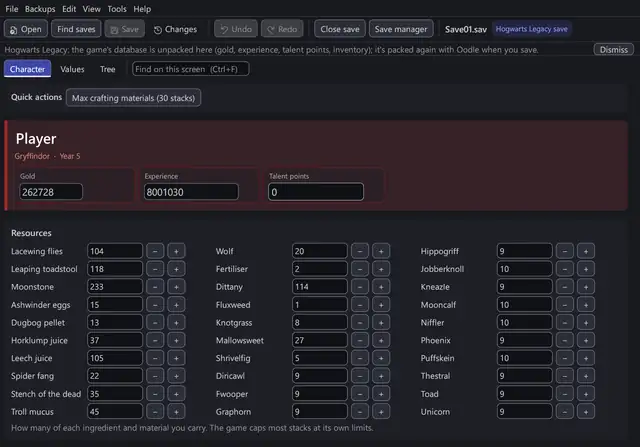 File Backups Edit View Tools Help
Open Find saves Save Changes Undo Redo Close save Save manager Save01.sav Hogwarts Legacy save
Hogwarts Legacy: the game's database is unpacked here (gold, experience, talent points, inventory); it's packed again with Oodle when you save. Dismiss
Character Values Tree Find on this screen (Ctrl+F)
Quick actions Max crafting materials (30 stacks)
Player
Gryffindor · Year 5
Gold Experience Talent points
262728 8001030 0
Resources
Lacewing flies 104 − + Wolf 20 − + Hippogriff 9 − +
Leaping toadstool 118 − + Fertiliser 2 − + Jobberknoll 10 − +
Moonstone 233 − + Dittany 114 − + Kneazle 9 − +
Ashwinder eggs 15 − + Fluxweed 1 − + Mooncalf 10 − +
Dugbog pellet 13 − + Knotgrass 8 − + Niffler 10 − +
Horklump juice 37 − + Mallowsweet 27 − + Phoenix 9 − +
Leech juice 105 − + Shrivelfig 5 − + Puffskein 10 − +
Spider fang 22 − + Diricawl 9 − + Thestral 9 − +
Stench of the dead 35 − + Fwooper 9 − + Toad 9 − +
Troll mucus 45 − + Graphorn 9 − + Unicorn 9 − +
How many of each ingredient and material you carry. The game caps most stacks at its own limits.